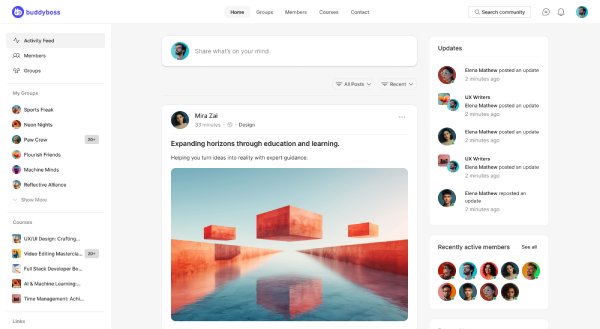 buddyboss
Home
Groups
Members
Courses
Contact
Search community
Activity Feed
Members
Groups
My Groups
Sports Freak
Neon Nights
Paw Crew
20+
Flourish Friends
Machine Minds
Reflective Allience
Show More
Courses
UX/UI Design: Crafting...
Video Editing Mastercla...
20+
Full Stack Developer Bo...
AI & Machine Learning:...
Time Management: Achi...
Links
Share what's on your mind
All Posts
Recent
Mira Zai
33 minutes · · Design
Expanding horizons through education and learning.
Helping you turn ideas into reality with expert guidance.
Updates
Elena Mathew posted an update
2 minutes ago
UX Writers
Elena Mathew posted an update
2 minutes ago
Elena Mathew posted an update
2 minutes ago
UX Writers
Elena Mathew posted an update
2 minutes ago
Elena Mathew reposted an
update
2 minutes ago
Recently active members
See all